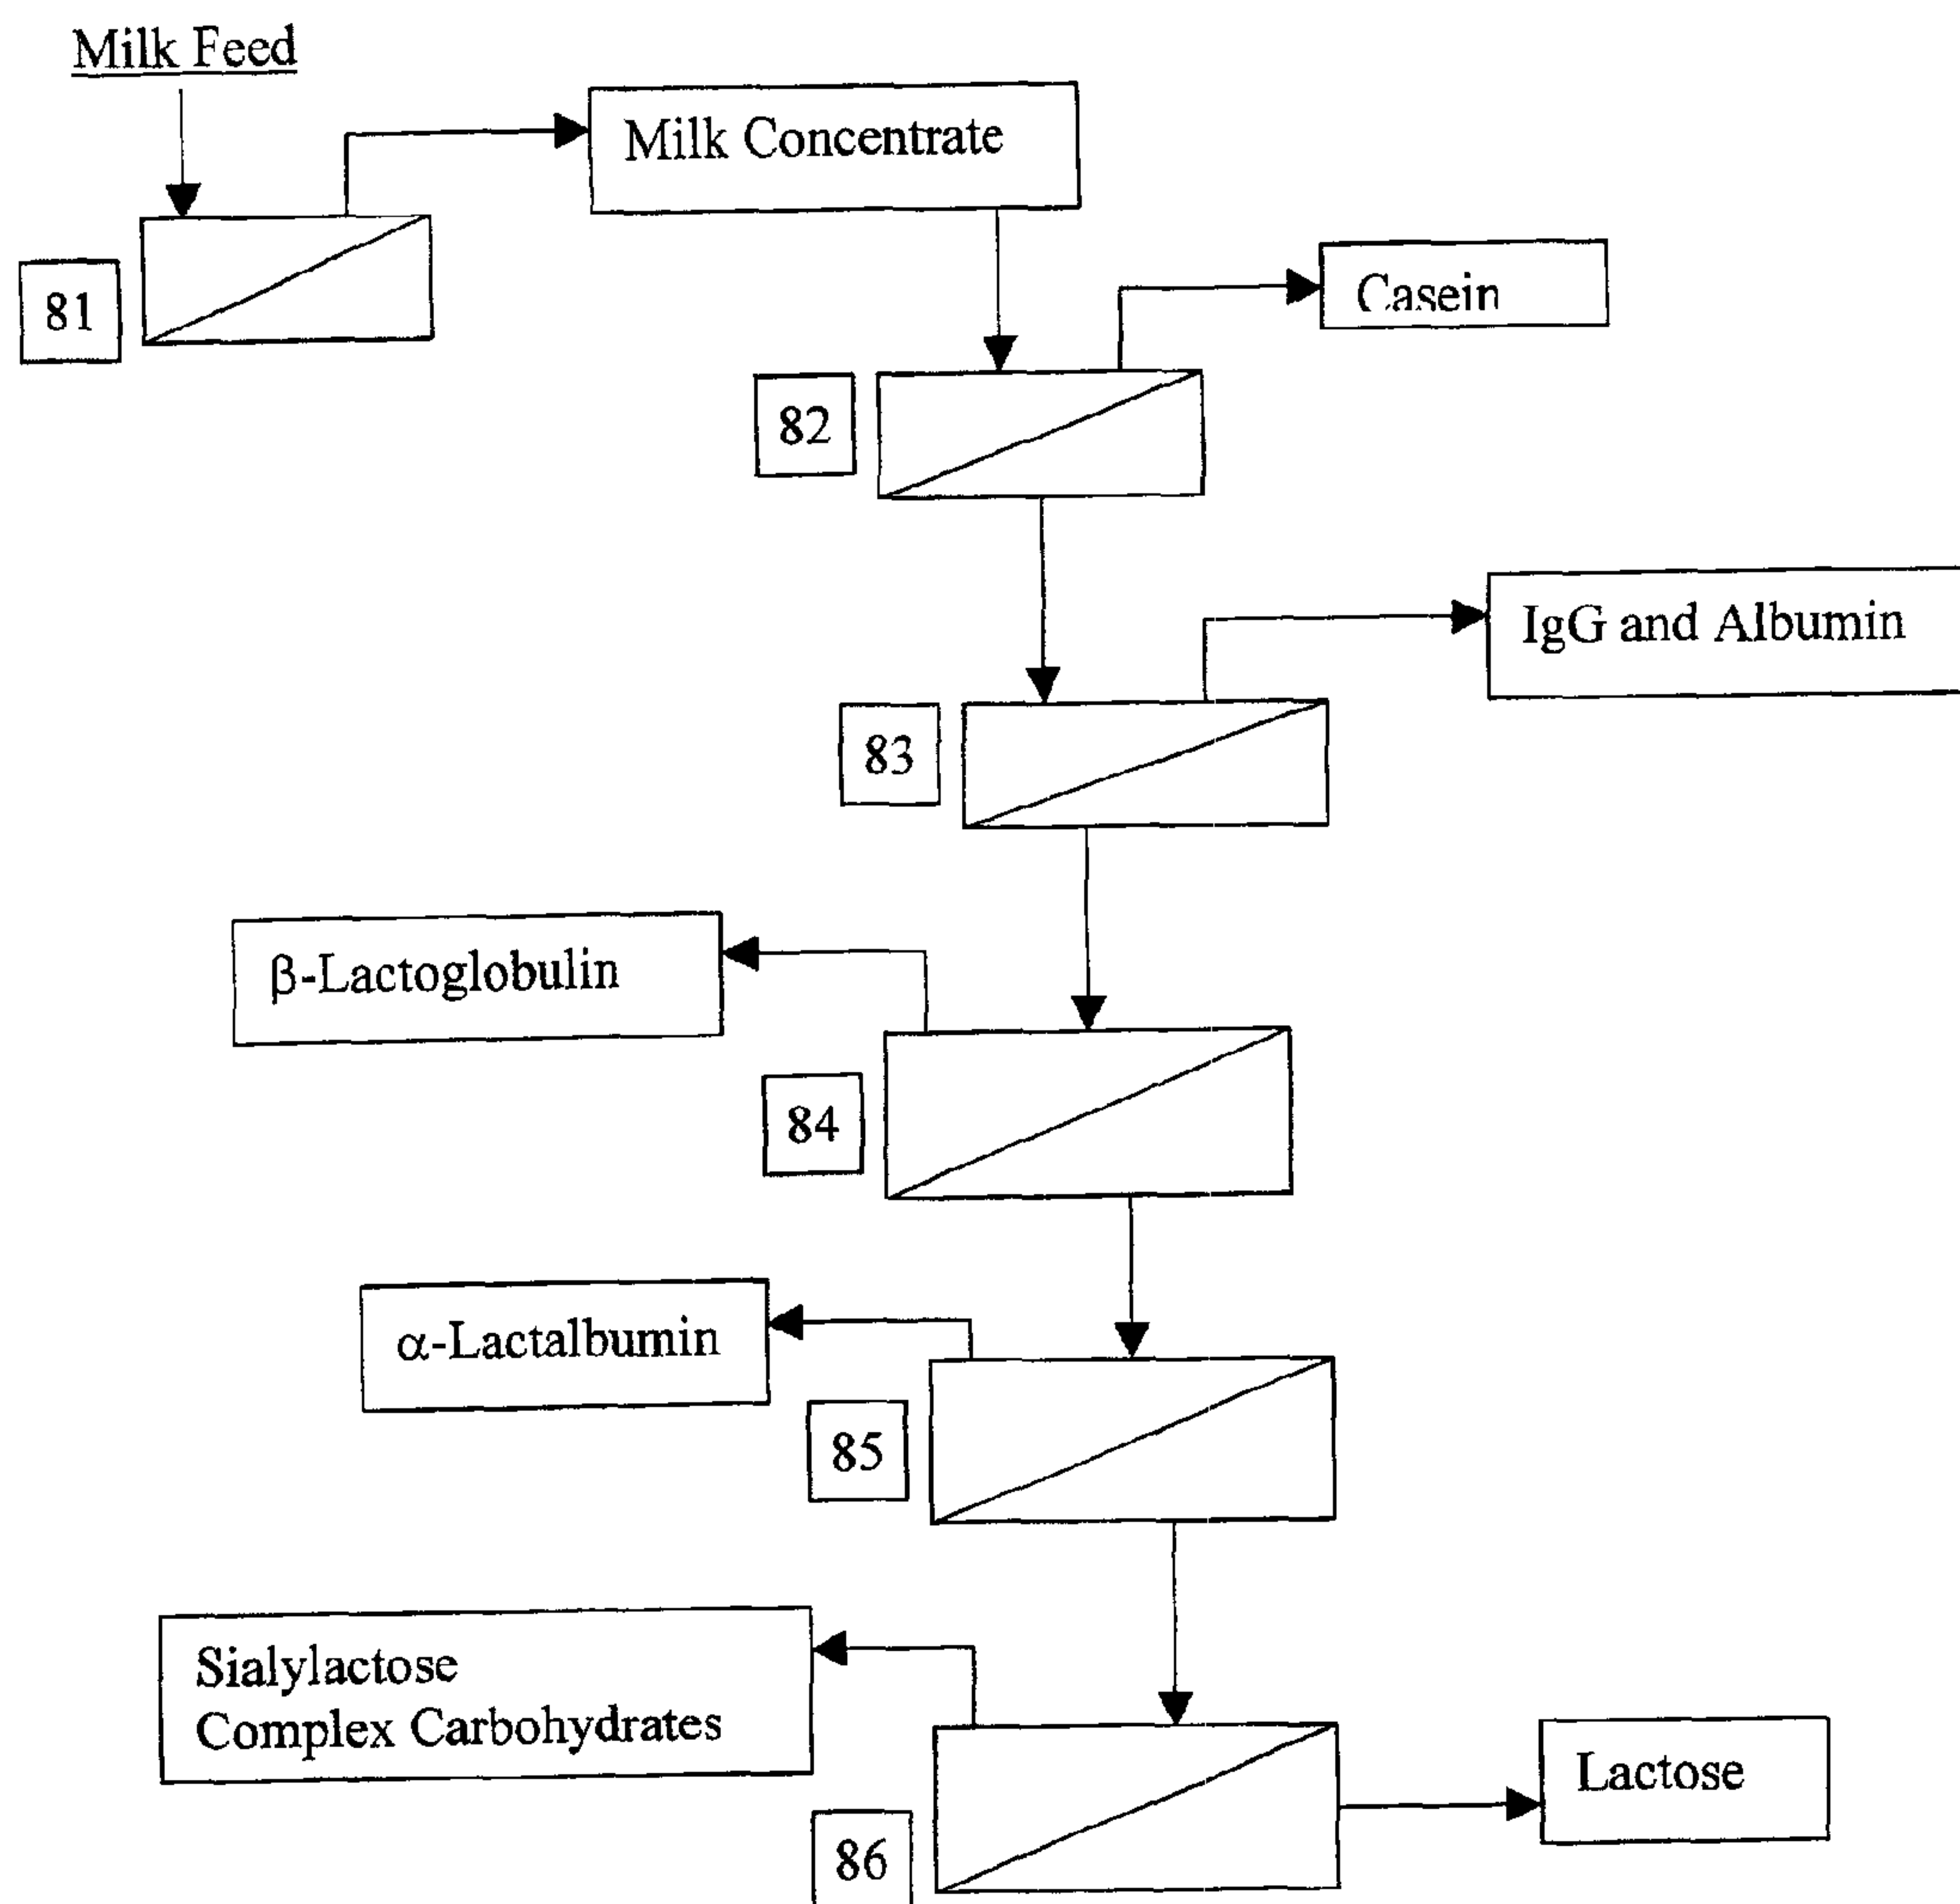 Milk Feed
Milk Concentrate
81
Casein
82
IgG and Albumin
83
β-Lactoglobulin
84
α-Lactalbumin
85
Sialylactose
Complex Carbohydrates
Lactose
86